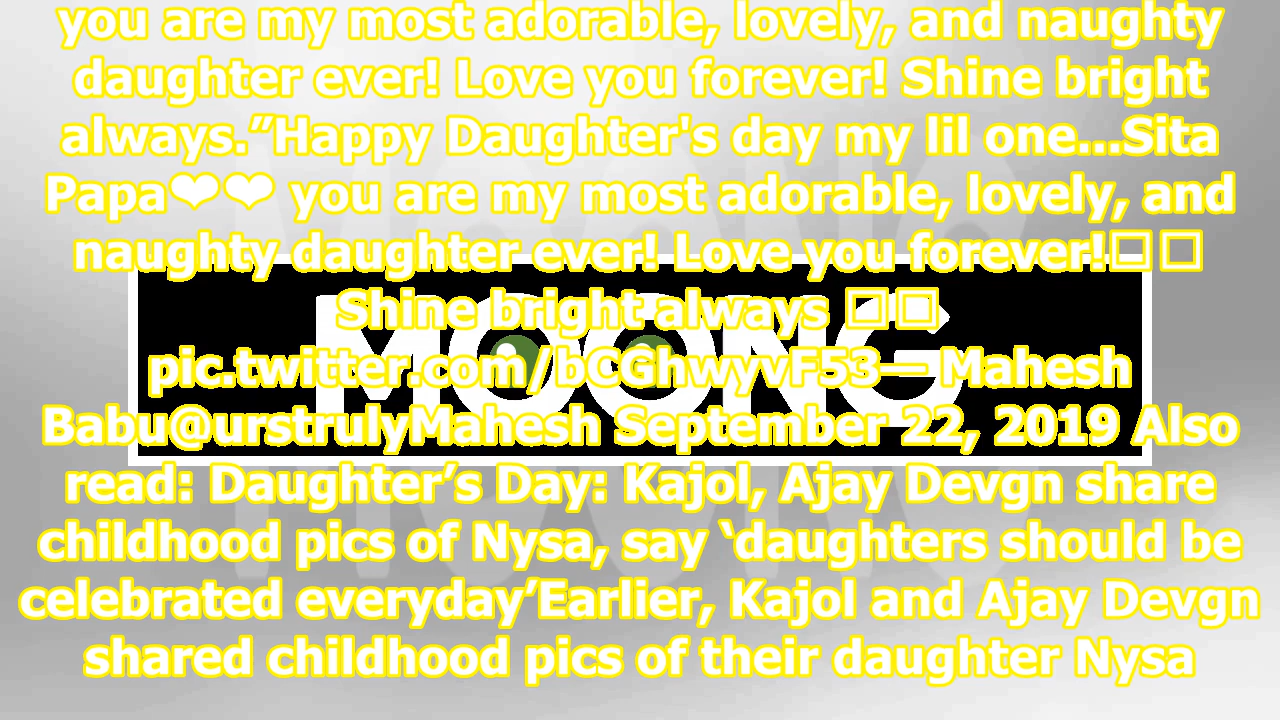 you are my most adorable, lovely, and naughty
daughter ever! Love you forever! Shine bright
always.”Happy Daughter's day my lil one...Sita
Papa❤❤ you are my most adorable, lovely, and
naughty daughter ever! Love you forever!□□
Shine bright always □□
pic.twitter.com/bCGhwyvF53— Mahesh
Babu@urstrulyMahesh September 22, 2019 Also
read: Daughter’s Day: Kajol, Ajay Devgn share
childhood pics of Nysa, say ‘daughters should be
celebrated everyday’Earlier, Kajol and Ajay Devgn
shared childhood pics of their daughter Nysa
MOONG